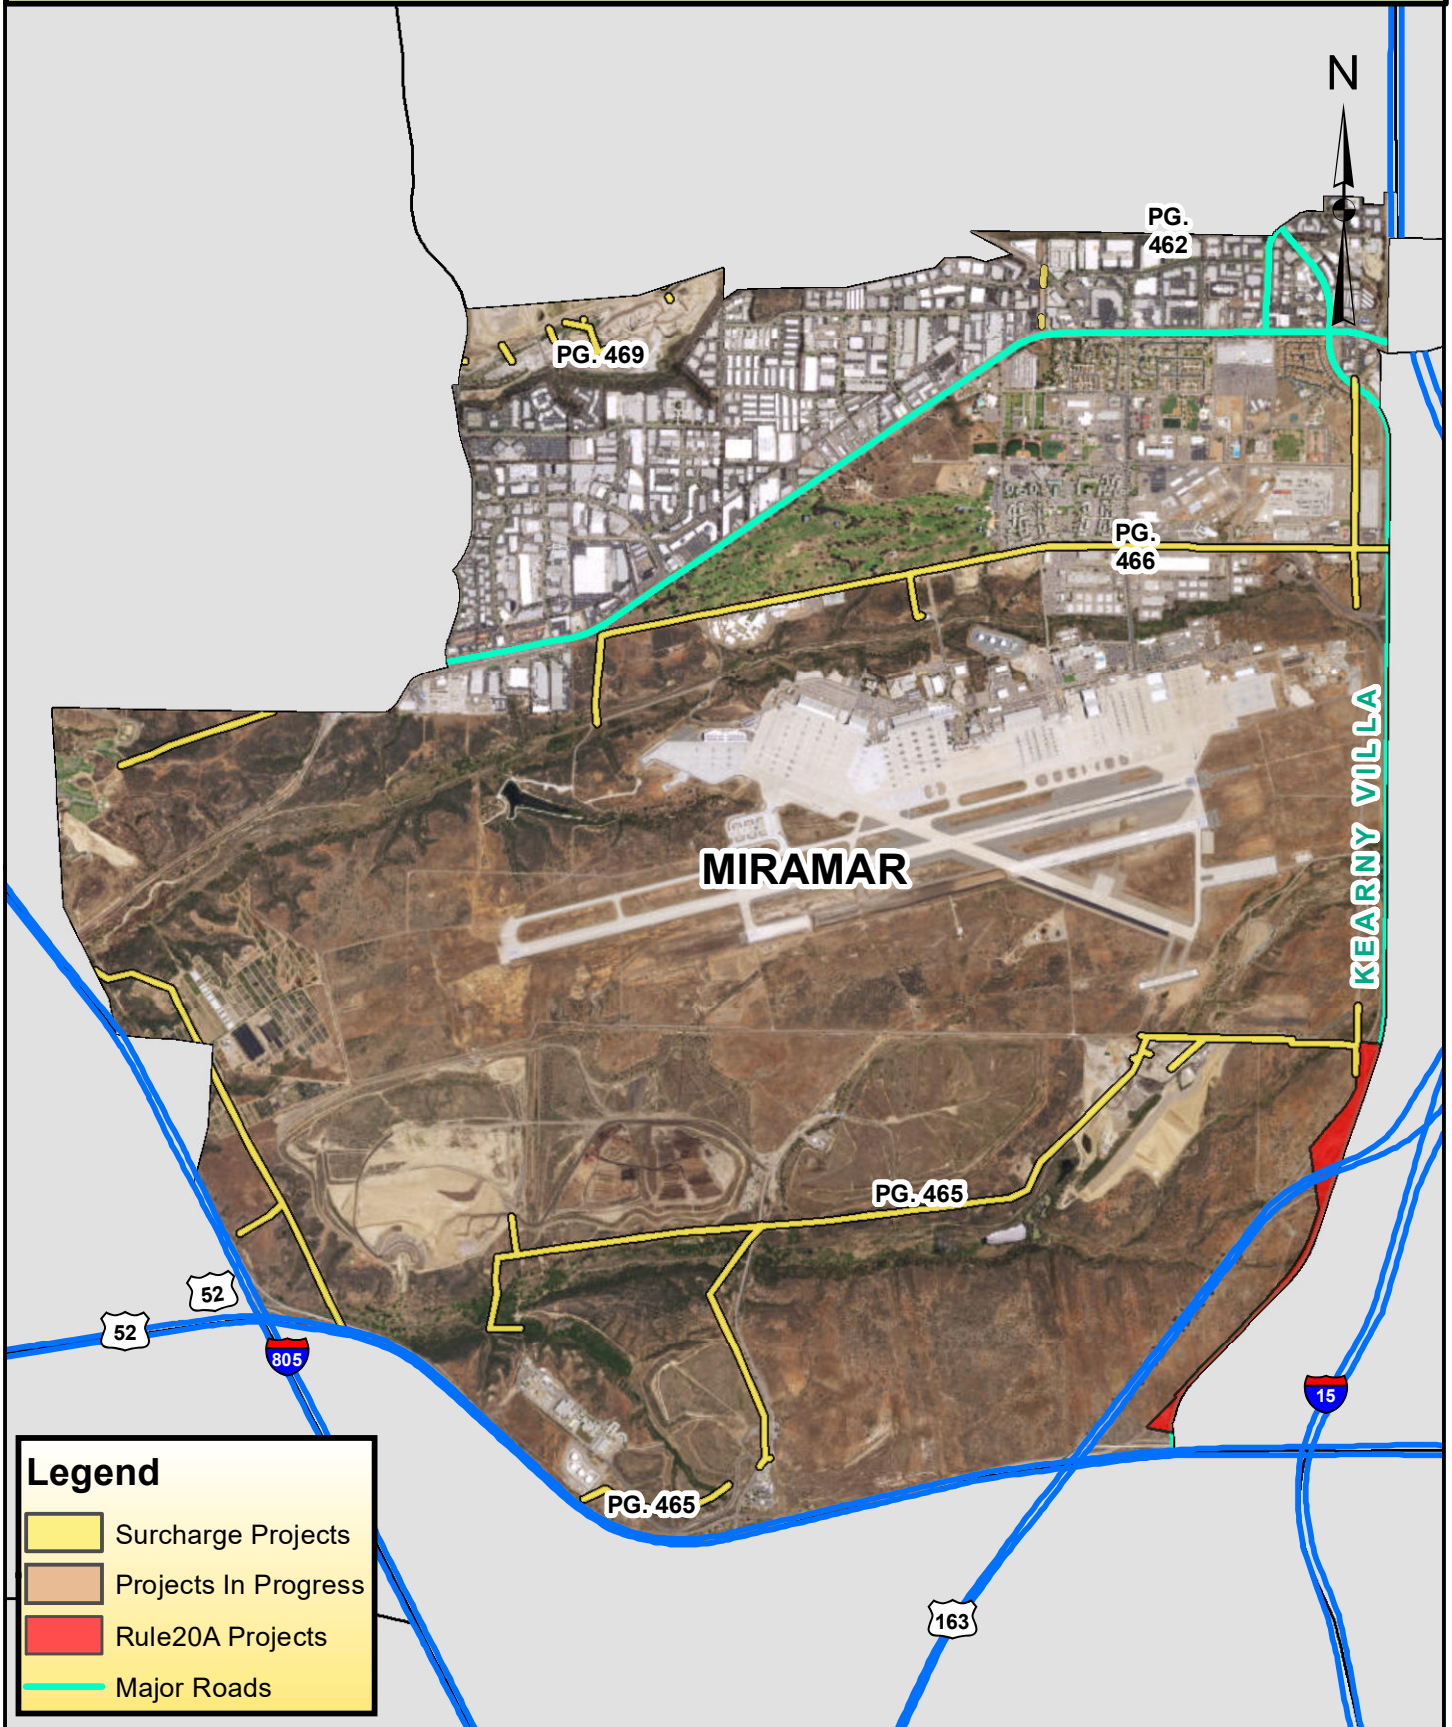 N
PG.
462
PG. 469
PG.
466
KEARNY VILLA
MIRAMAR
PG. 465
52
52
805
15
PG. 465
163
Legend
Surcharge Projects
Projects In Progress
Rule20A Projects
Major Roads